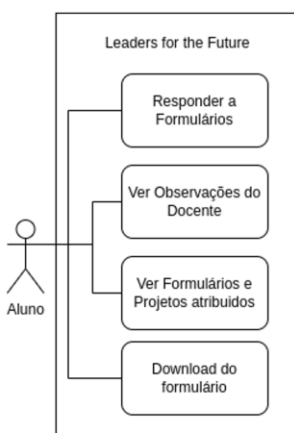 Leaders for the Future
Responder a
Formulários
Ver Observações do
Docente
Ver Formulários e
Projetos atribuidos
Aluno
Download do
formulário